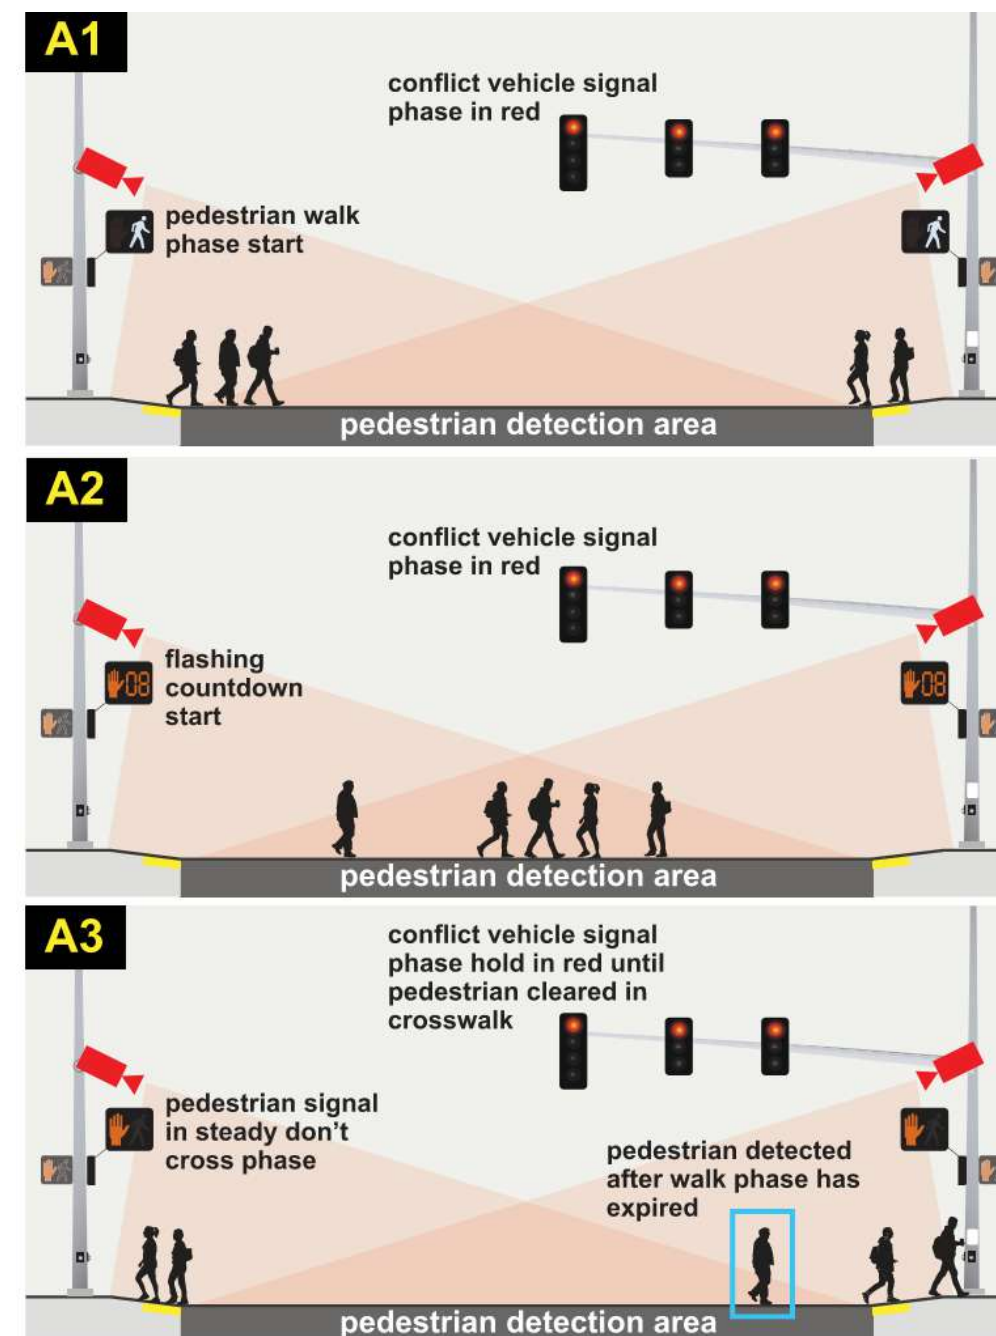 A1
conflict vehicle signal
phase in red
pedestrian walk
phase start
pedestrian detection area
A2
conflict vehicle signal
phase in red
flashing
countdown
start
08
08
pedestrian detection area
A3
conflict vehicle signal
phase hold in red until
pedestrian cleared in
crosswalk
pedestrian signal
in steady don't
cross phase
pedestrian detected
after walk phase has
expired
pedestrian detection area